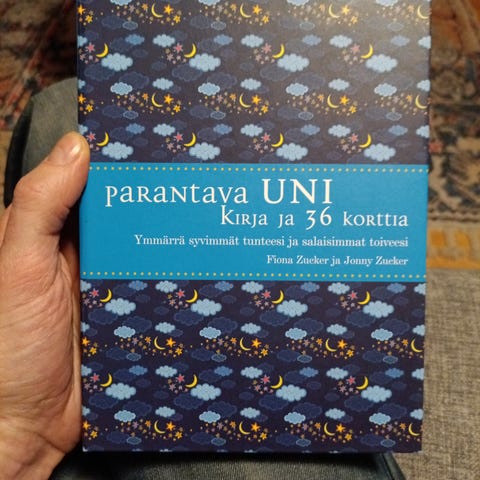 parantava UNI
Kirja ja 36 korttia
Ymmärrä syvimmät tunteesi ja salaisimmat toiveesi
Fiona Zucker ja Jonny Zucker